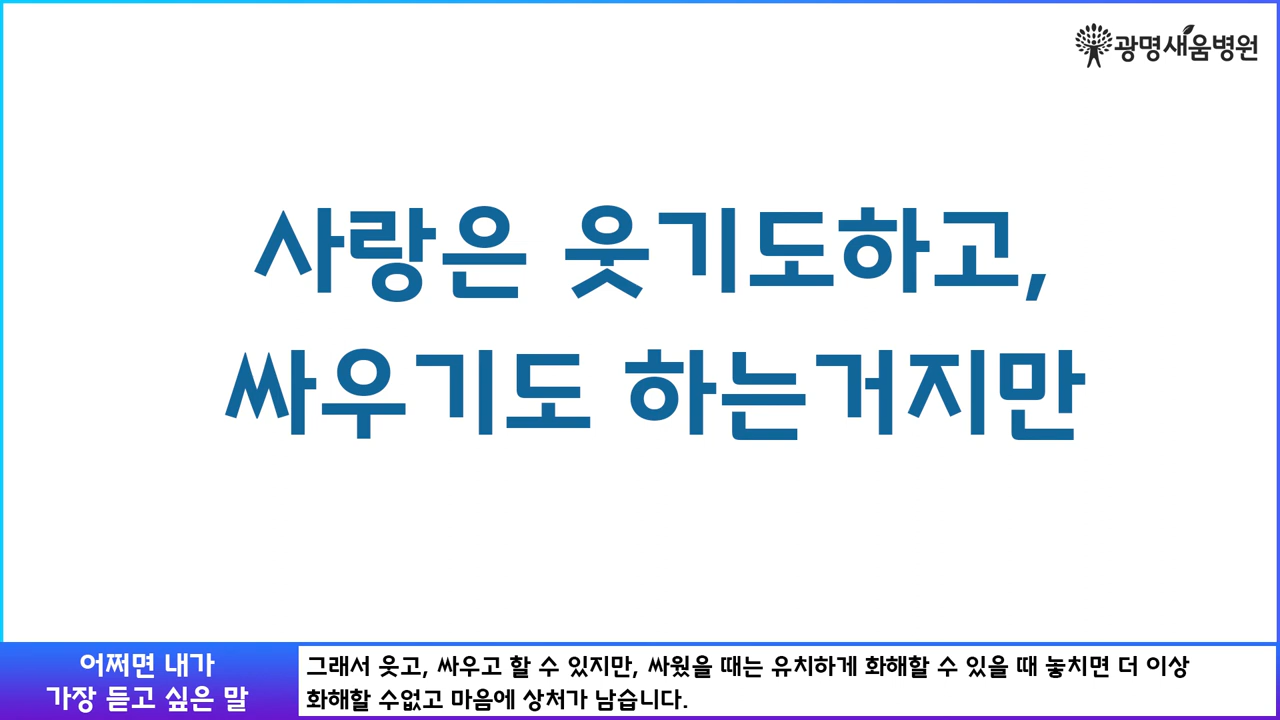 광명새움병원
사랑은 웃기도하고,
싸우기도 하는거지만
어쩌면 내가
가장 듣고 싶은 말
그래서 웃고, 싸우고 할 수 있지만, 싸웠을 때는 유치하게 화해할 수 있을 때 놓치면 더 이상
화해할 수없고 마음에 상처가 남습니다.